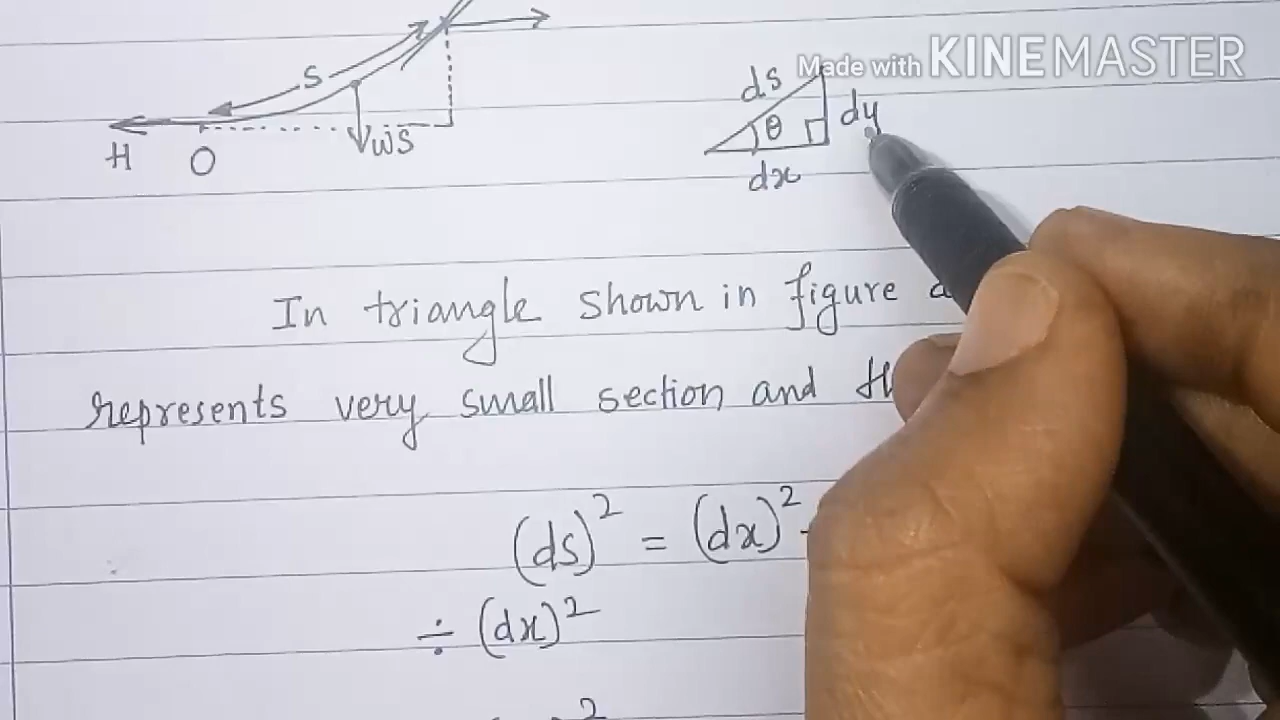 Made with KINEMASTER
S
ds
θ
dy
H
O
WS
dx
In triangle shown in figure
represents very small section and
(ds)² = (dx)²
÷ (dx)²
2